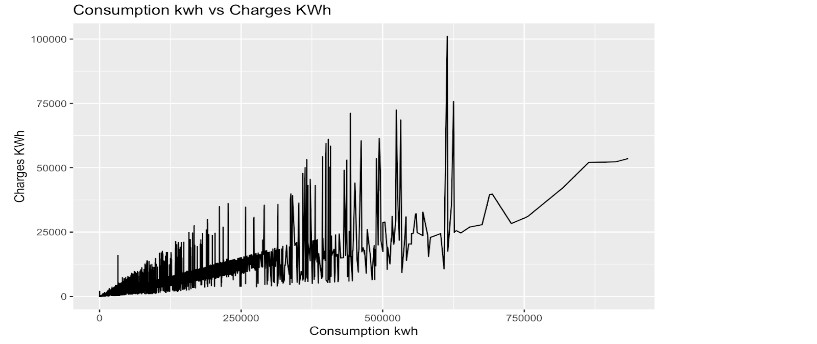 Consumption kwh vs Charges KWh
100000
75000
50000
25000
0
Charges KWh
0 250000 500000 750000
Consumption kwh